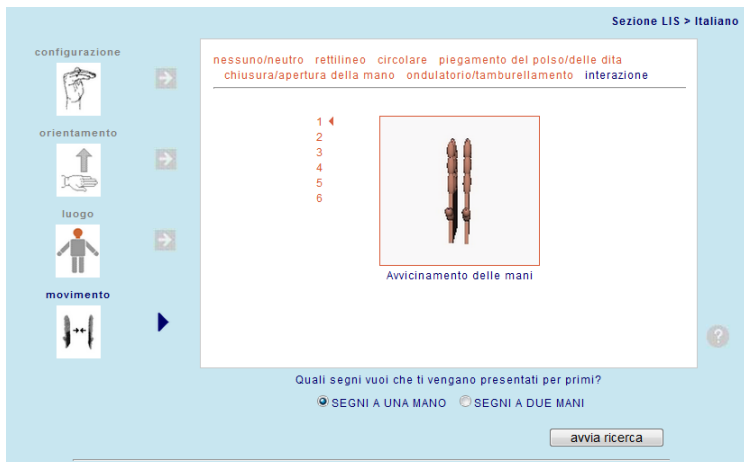 Sezione LIS > Italiano
configurazione
orientamento
luogo
movimento
nessuno/neutro rettilineo circolare piegamento del polso/delle dita
chiusura/apertura della mano ondulatorio/tamburellamento interazione
1
2
3
4
5
6
Avvicinamento delle mani
?
Quali segni vuoi che ti vengano presentati per primi?
SEGNI A UNA MANO SEGNI A DUE MANI
avvia ricerca